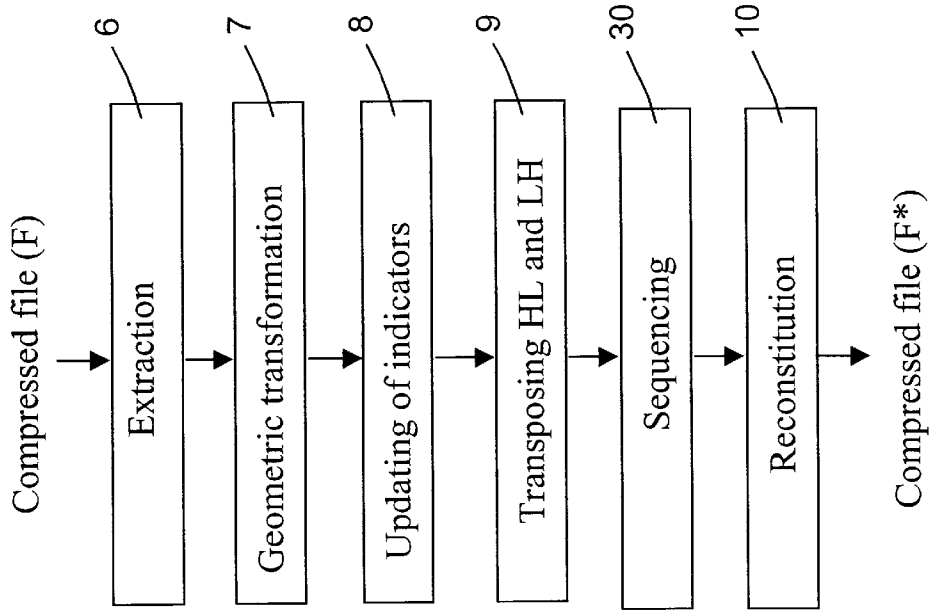 Compressed file (F)
Extraction
6
Geometric transformation
7
Updating of indicators
8
Transposing HL and LH
9
Sequencing
30
Reconstitution
10
Compressed file (F*)